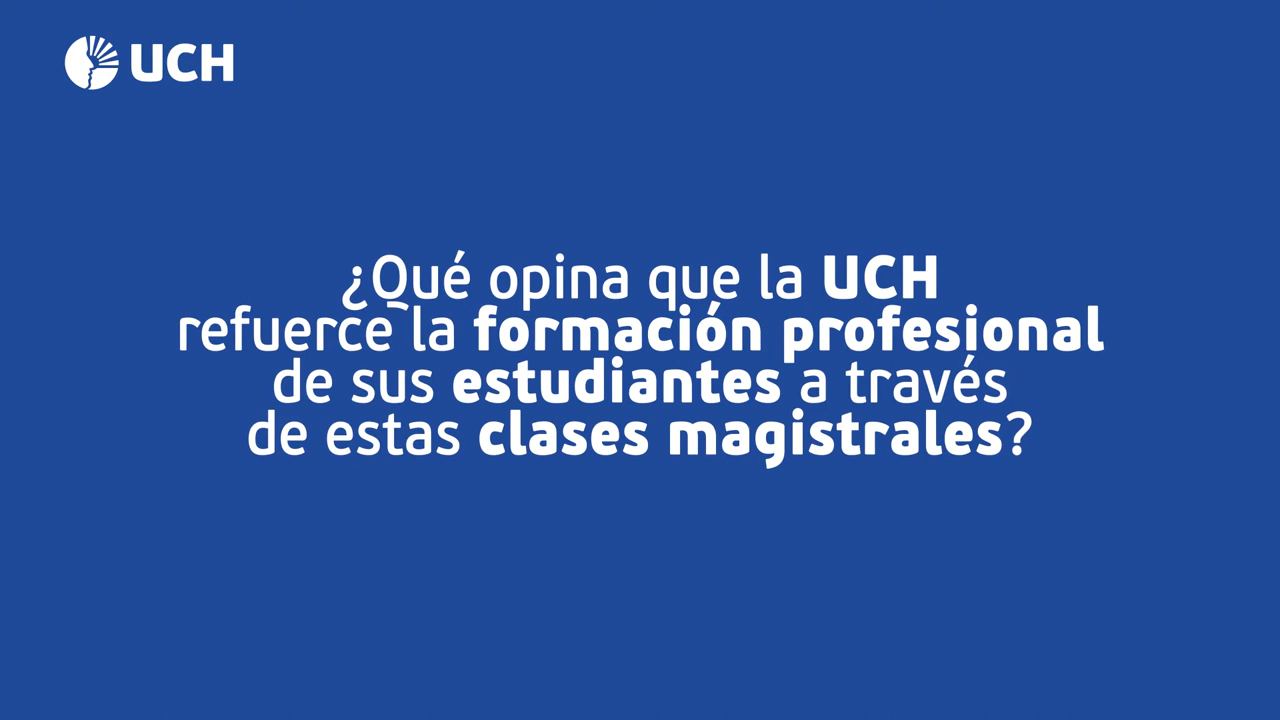 UCH
¿Qué opina que la UCH
refuerce la formación profesional
de sus estudiantes a través
de estas clases magistrales?